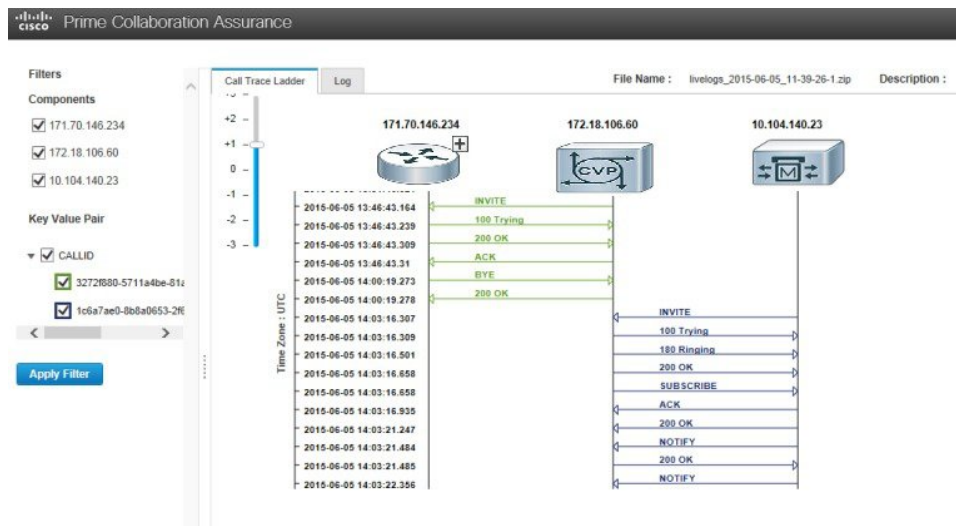 cisco Prime Collaboration Assurance
Filters
Components
171.70.146.234
172.18.106.60
10.104.140.23
Key Value Pair
CALLID
3272f880-5711a4be-81a
1c6a7ae0-8b8a0653-2f6
Apply Filter
Call Trace Ladder Log File Name : livelogs_2015-06-05_11-39-26-1.zip Description :
+2
+1
0
-1
-2
-3
171.70.146.234 172.18.106.60 10.104.140.23
CVP M
Time Zone : UTC
2015-06-05 13:46:43.164 INVITE
2015-06-05 13:46:43.239 100 Trying
2015-06-05 13:46:43.309 200 OK
2015-06-05 13:46:43.31 ACK
2015-06-05 14:00:19.273 BYE
2015-06-05 14:00:19.278 200 OK
2015-06-05 14:03:16.307 INVITE
2015-06-05 14:03:16.309 100 Trying
2015-06-05 14:03:16.501 180 Ringing
2015-06-05 14:03:16.658 200 OK
2015-06-05 14:03:16.658 SUBSCRIBE
2015-06-05 14:03:16.935 ACK
2015-06-05 14:03:21.247 200 OK
2015-06-05 14:03:21.484 NOTIFY
2015-06-05 14:03:21.485 200 OK
2015-06-05 14:03:22.356 NOTIFY